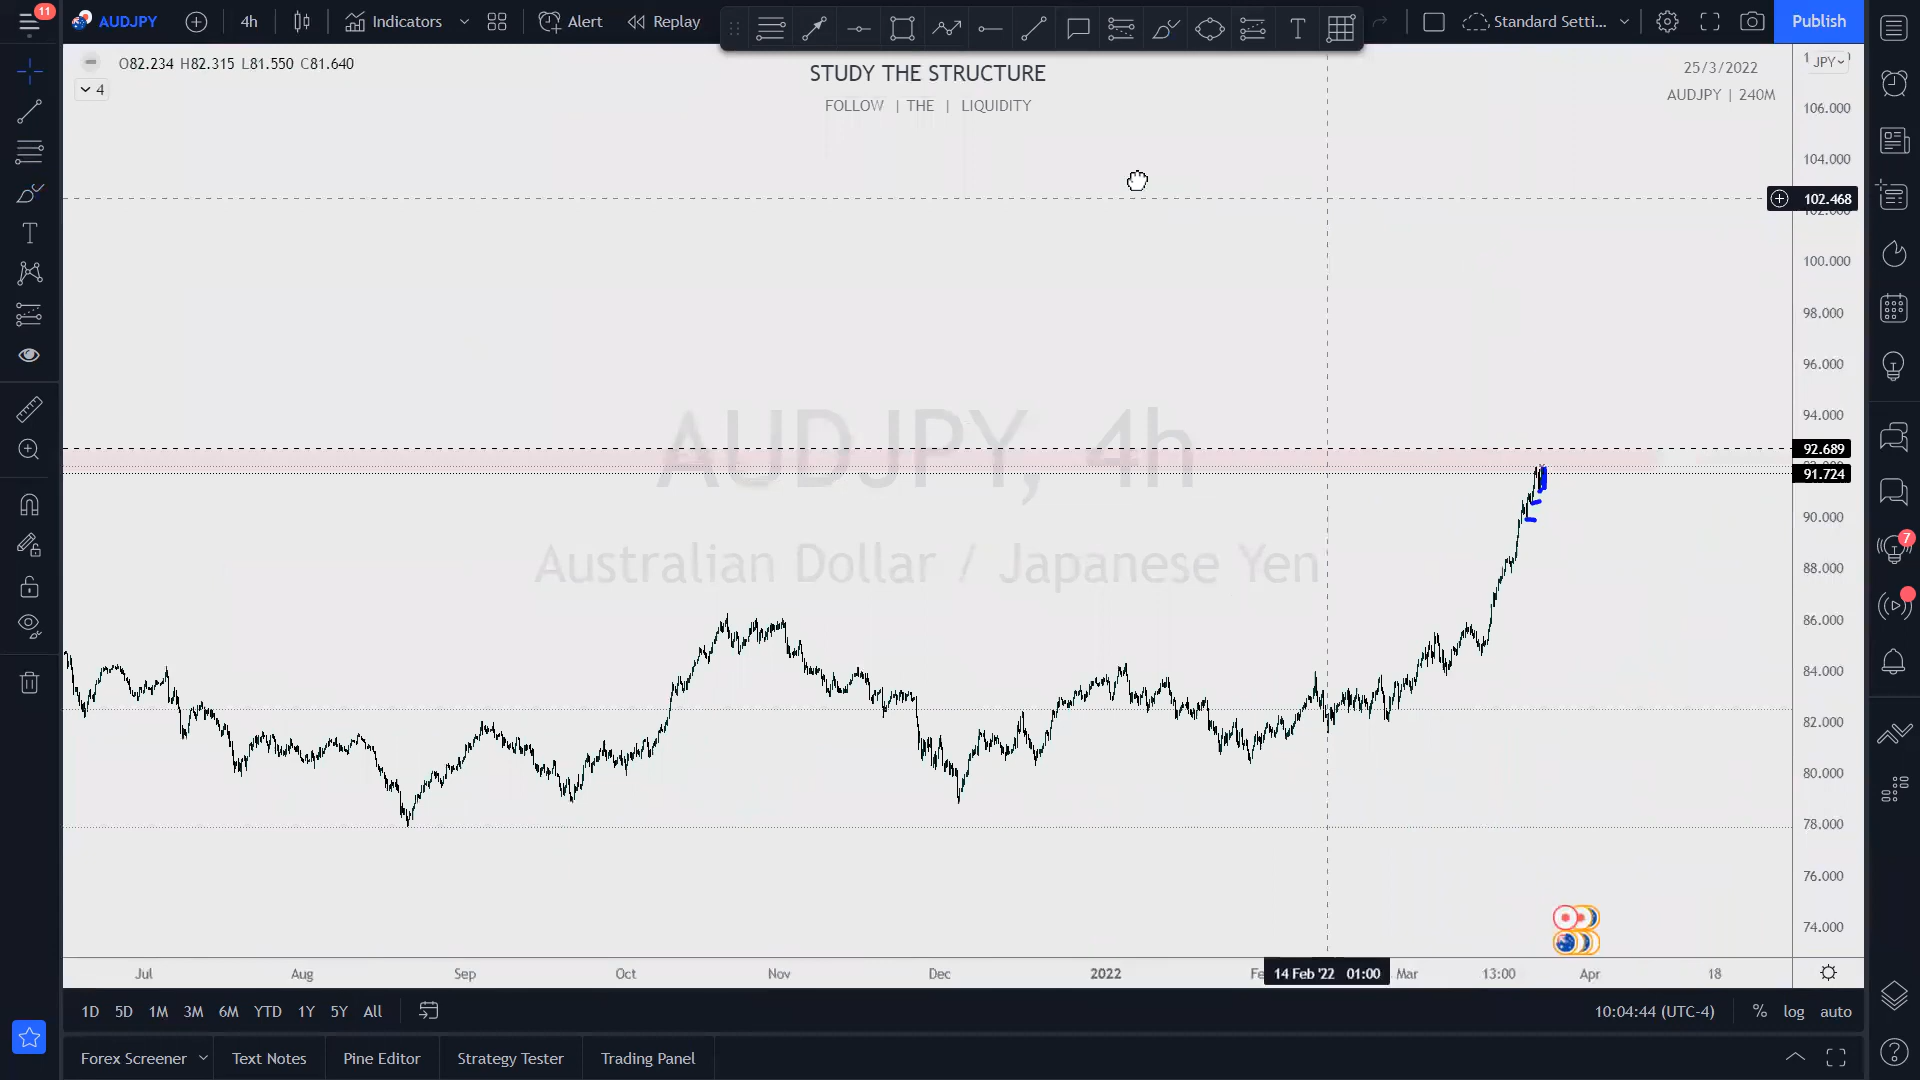 11
AUDJPY
4h
Indicators
Alert
Replay
Standard Setti...
Publish
O82.234 H82.315 L81.550 C81.640
4
STUDY THE STRUCTURE
FOLLOW | THE | LIQUIDITY
25/3/2022
AUDJPY | 240M
JPY
106.000
104.000
102.468
102.000
100.000
98.000
96.000
94.000
92.689
91.724
90.000
88.000
86.000
84.000
82.000
80.000
78.000
76.000
74.000
AUDJPY, 4h
Australian Dollar / Japanese Yen
7
Jul
Aug
Sep
Oct
Nov
Dec
2022
14 Feb '22 01:00
Mar
13:00
Apr
18
1D 5D 1M 3M 6M YTD 1Y 5Y All
10:04:44 (UTC-4)
% log auto
Forex Screener
Text Notes
Pine Editor
Strategy Tester
Trading Panel